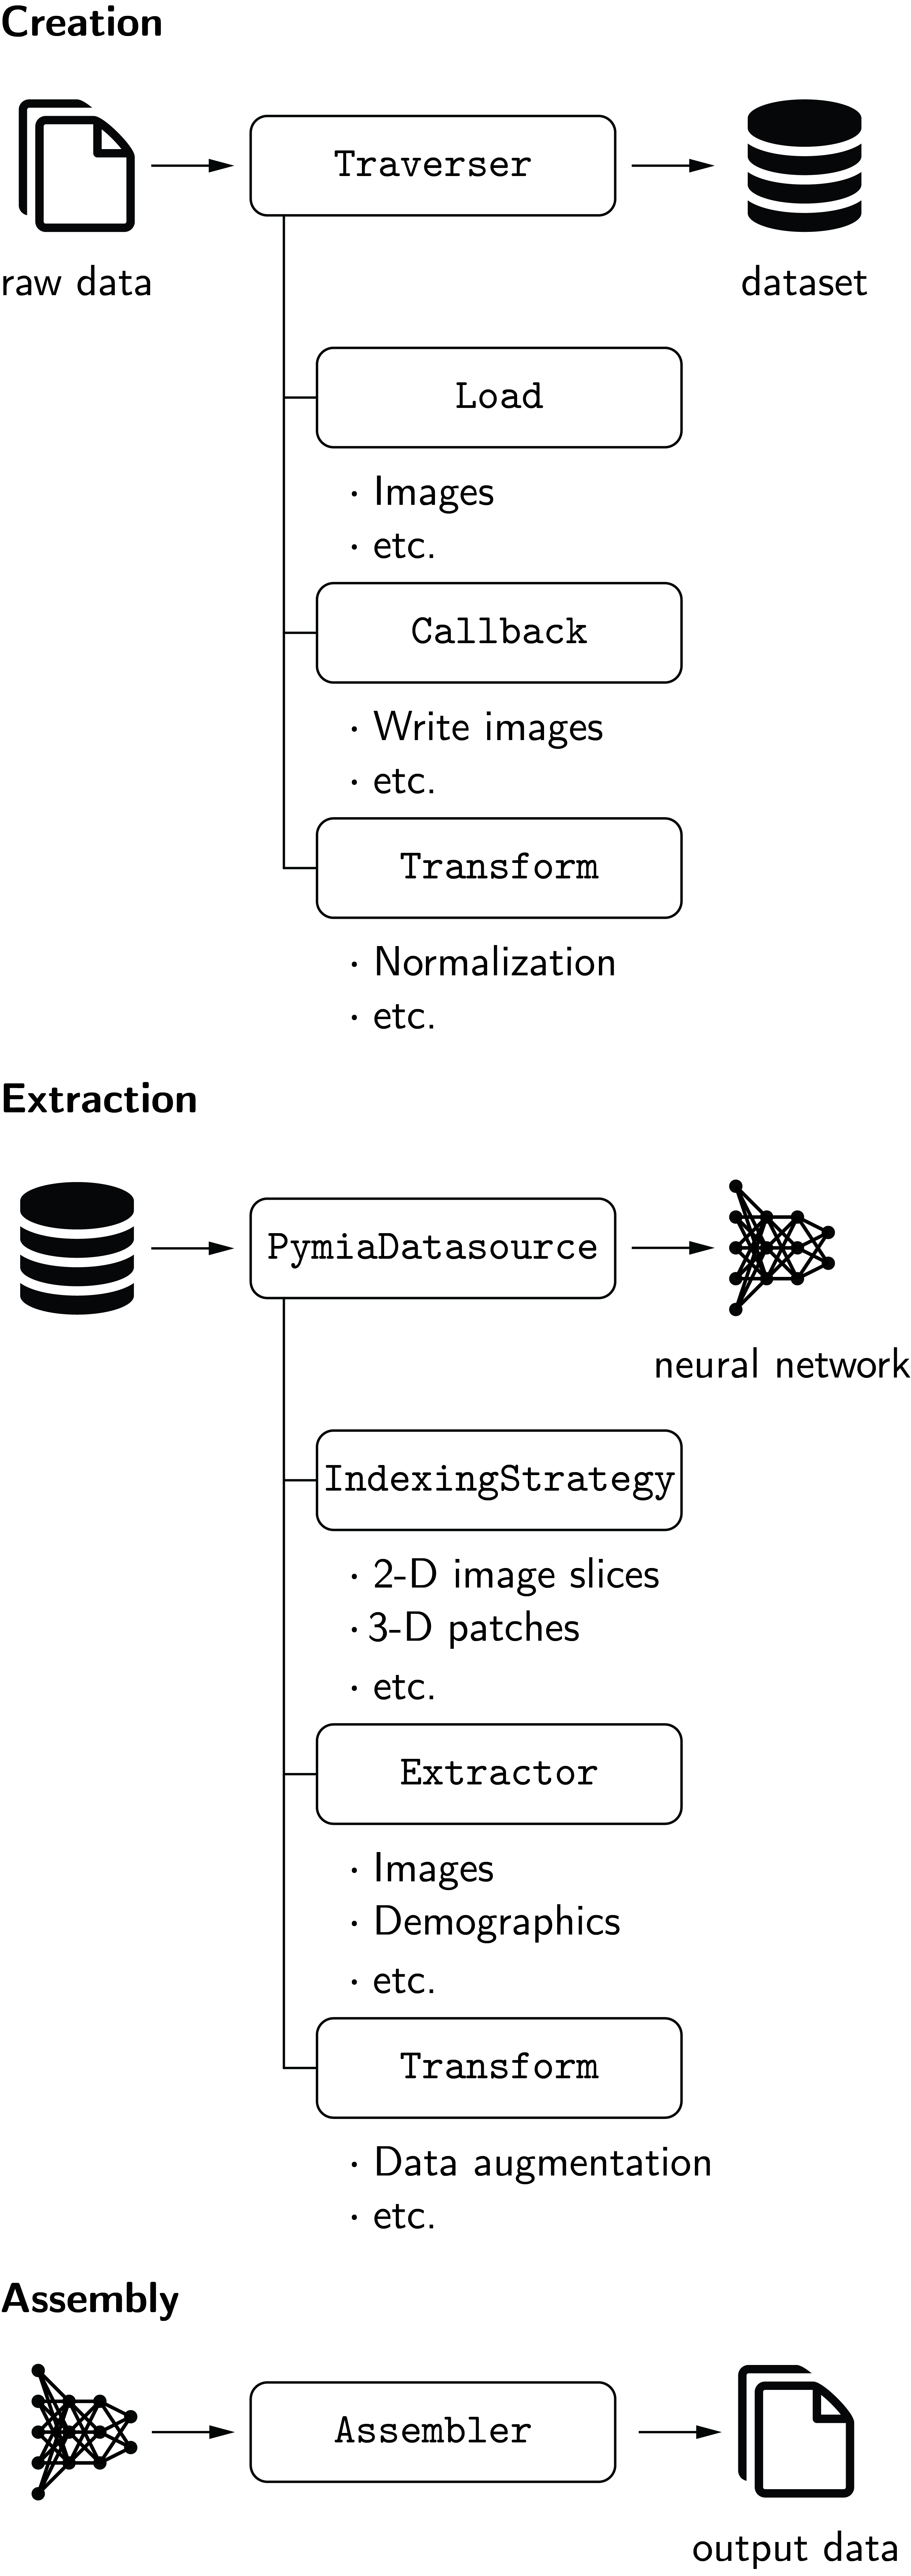 Creation
Traverser
raw data
dataset
Load
· Images
· etc.
Callback
· Write images
· etc.
Transform
· Normalization
· etc.
Extraction
PymiaDatasource
neural network
IndexingStrategy
· 2-D image slices
· 3-D patches
· etc.
Extractor
· Images
· Demographics
· etc.
Transform
· Data augmentation
· etc.
Assembly
Assembler
output data